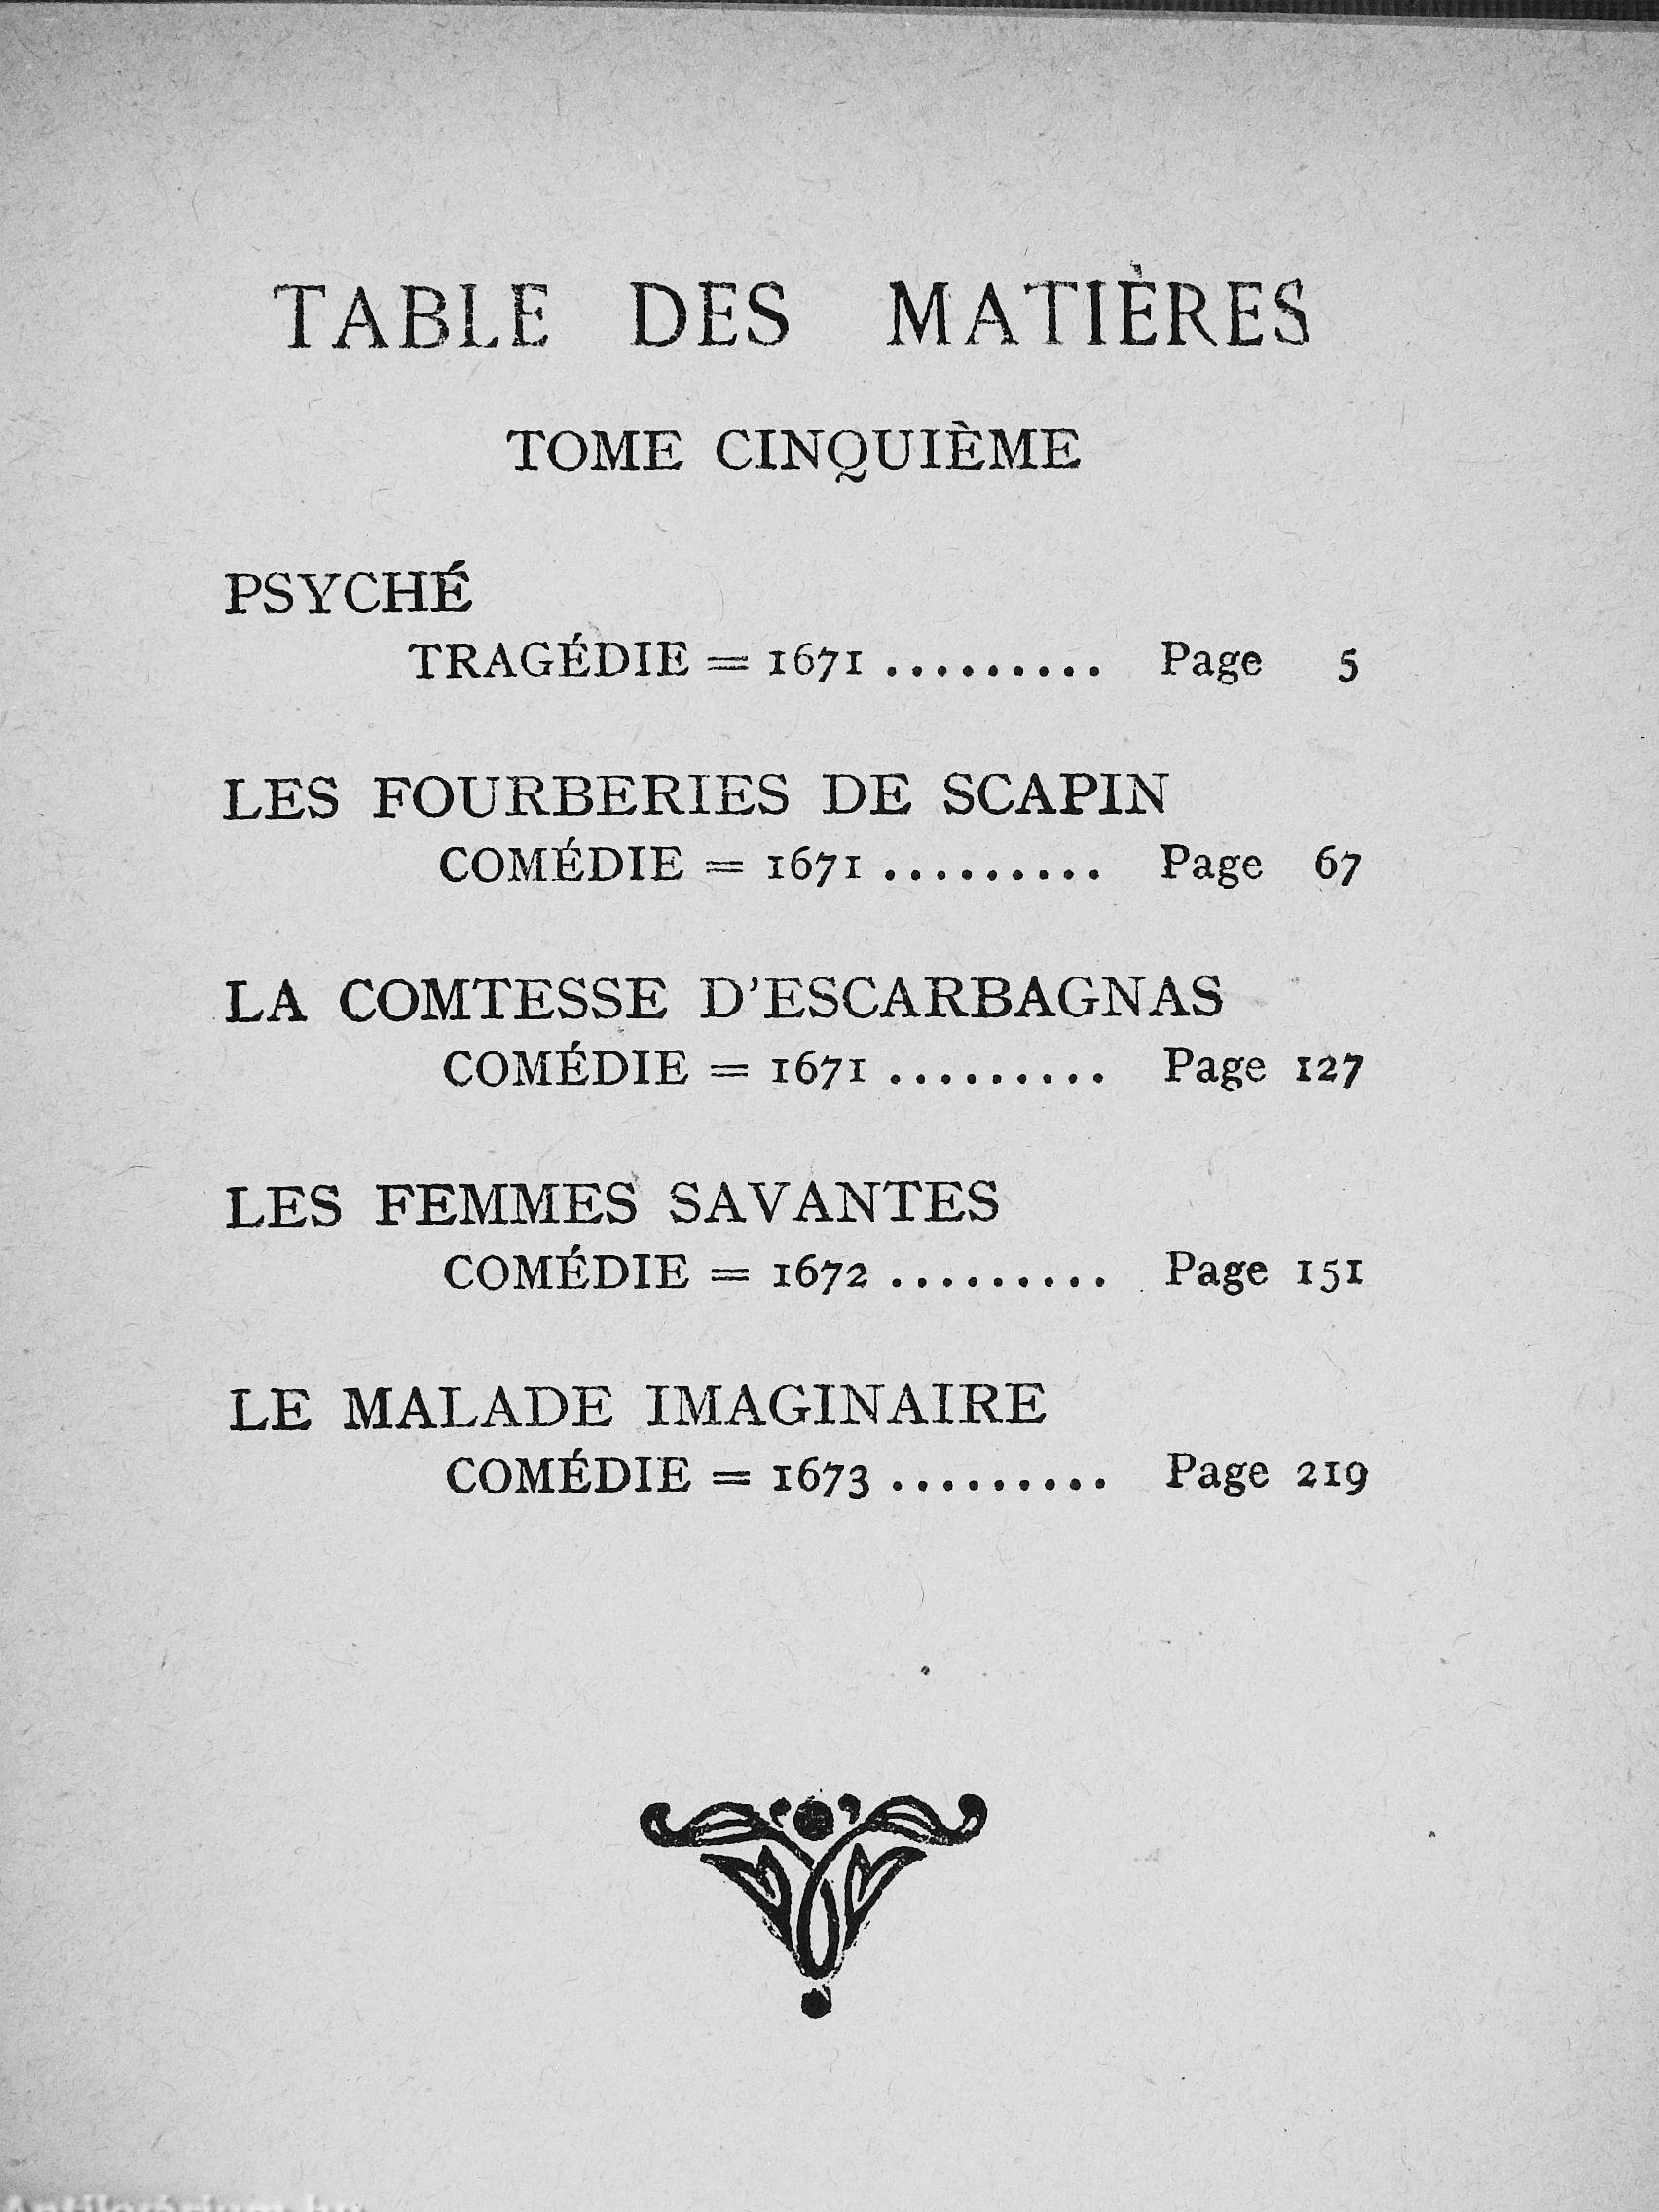 TABLE DES MATIÈRES
TOME CINQUIÈME
PSYCHÉ
TRAGÉDIE = 1671 ......... Page 5
LES FOURBERIES DE SCAPIN
COMÉDIE = 1671 ......... Page 67
LA COMTESSE D'ESCARBAGNAS
COMÉDIE = 1671 ......... Page 127
LES FEMMES SAVANTES
COMÉDIE = 1672 ......... Page 151
LE MALADE IMAGINAIRE
COMÉDIE = 1673 ......... Page 219